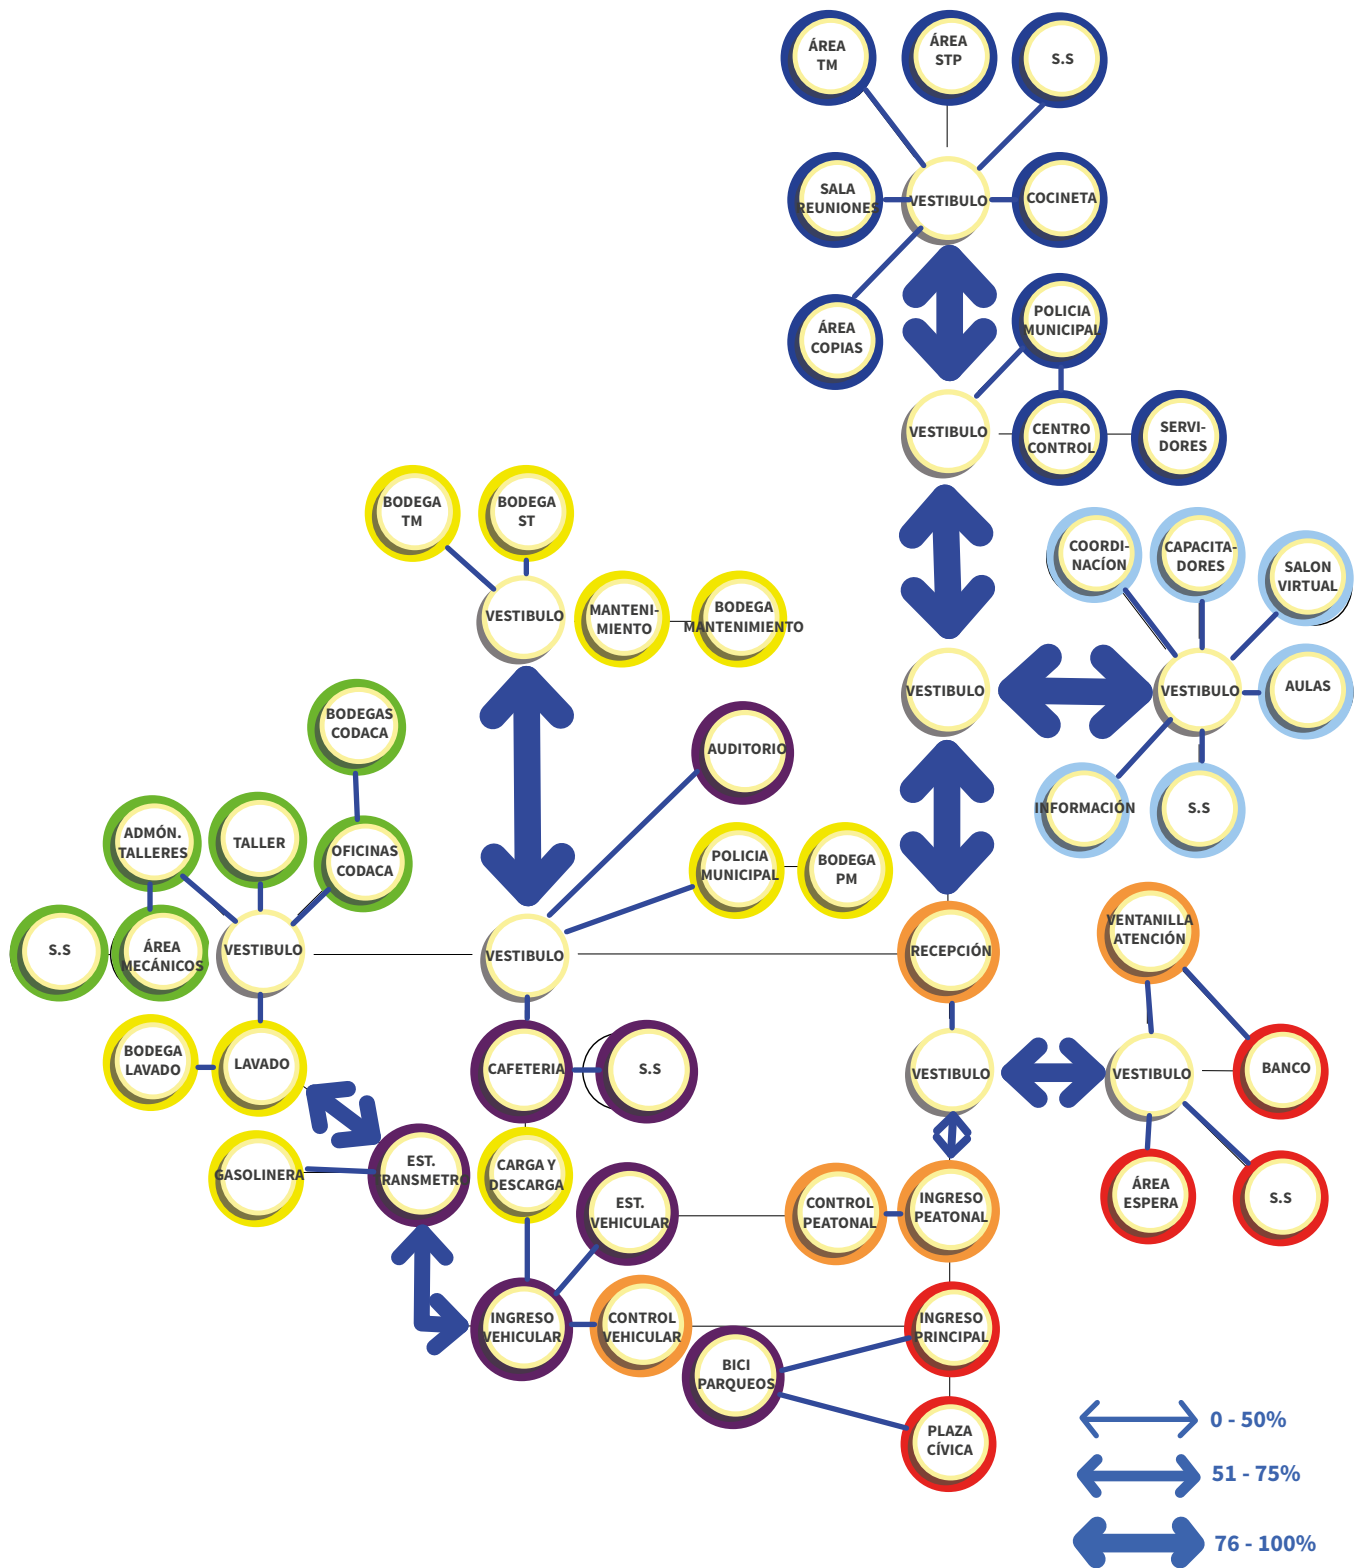 ÁREA
TM
ÁREA
STP
S.S
SALA
REUNIONES
VESTIBULO
COCINETA
ÁREA
COPIAS
POLICIA
MUNICIPAL
VESTIBULO
CENTRO
CONTROL
SERVI-
DORES
BODEGA
TM
BODEGA
ST
VESTIBULO
MANTENI-
MIENTO
BODEGA
MANTENIMIENTO
COORDI-
NACÍON
CAPACITA-
DORES
SALON
VIRTUAL
VESTIBULO
VESTIBULO
AULAS
INFORMACIÓN
S.S
BODEGAS
CODACA
AUDITORIO
ADMÓN.
TALLERES
TALLER
OFICINAS
CODACA
POLICIA
MUNICIPAL
BODEGA
PM
S.S
ÁREA
MECÁNICOS
VESTIBULO
VESTIBULO
RECEPCIÓN
VENTANILLA
ATENCIÓN
BODEGA
LAVADO
LAVADO
CAFETERIA
S.S
VESTIBULO
VESTIBULO
BANCO
GASOLINERA
EST.
TRANSMETRO
CARGA Y
DESCARGA
EST.
VEHICULAR
CONTROL
PEATONAL
INGRESO
PEATONAL
ÁREA
ESPERA
S.S
INGRESO
VEHICULAR
CONTROL
VEHICULAR
INGRESO
PRINCIPAL
BICI
PARQUEOS
PLAZA
CÍVICA
0 - 50%
51 - 75%
76 - 100%